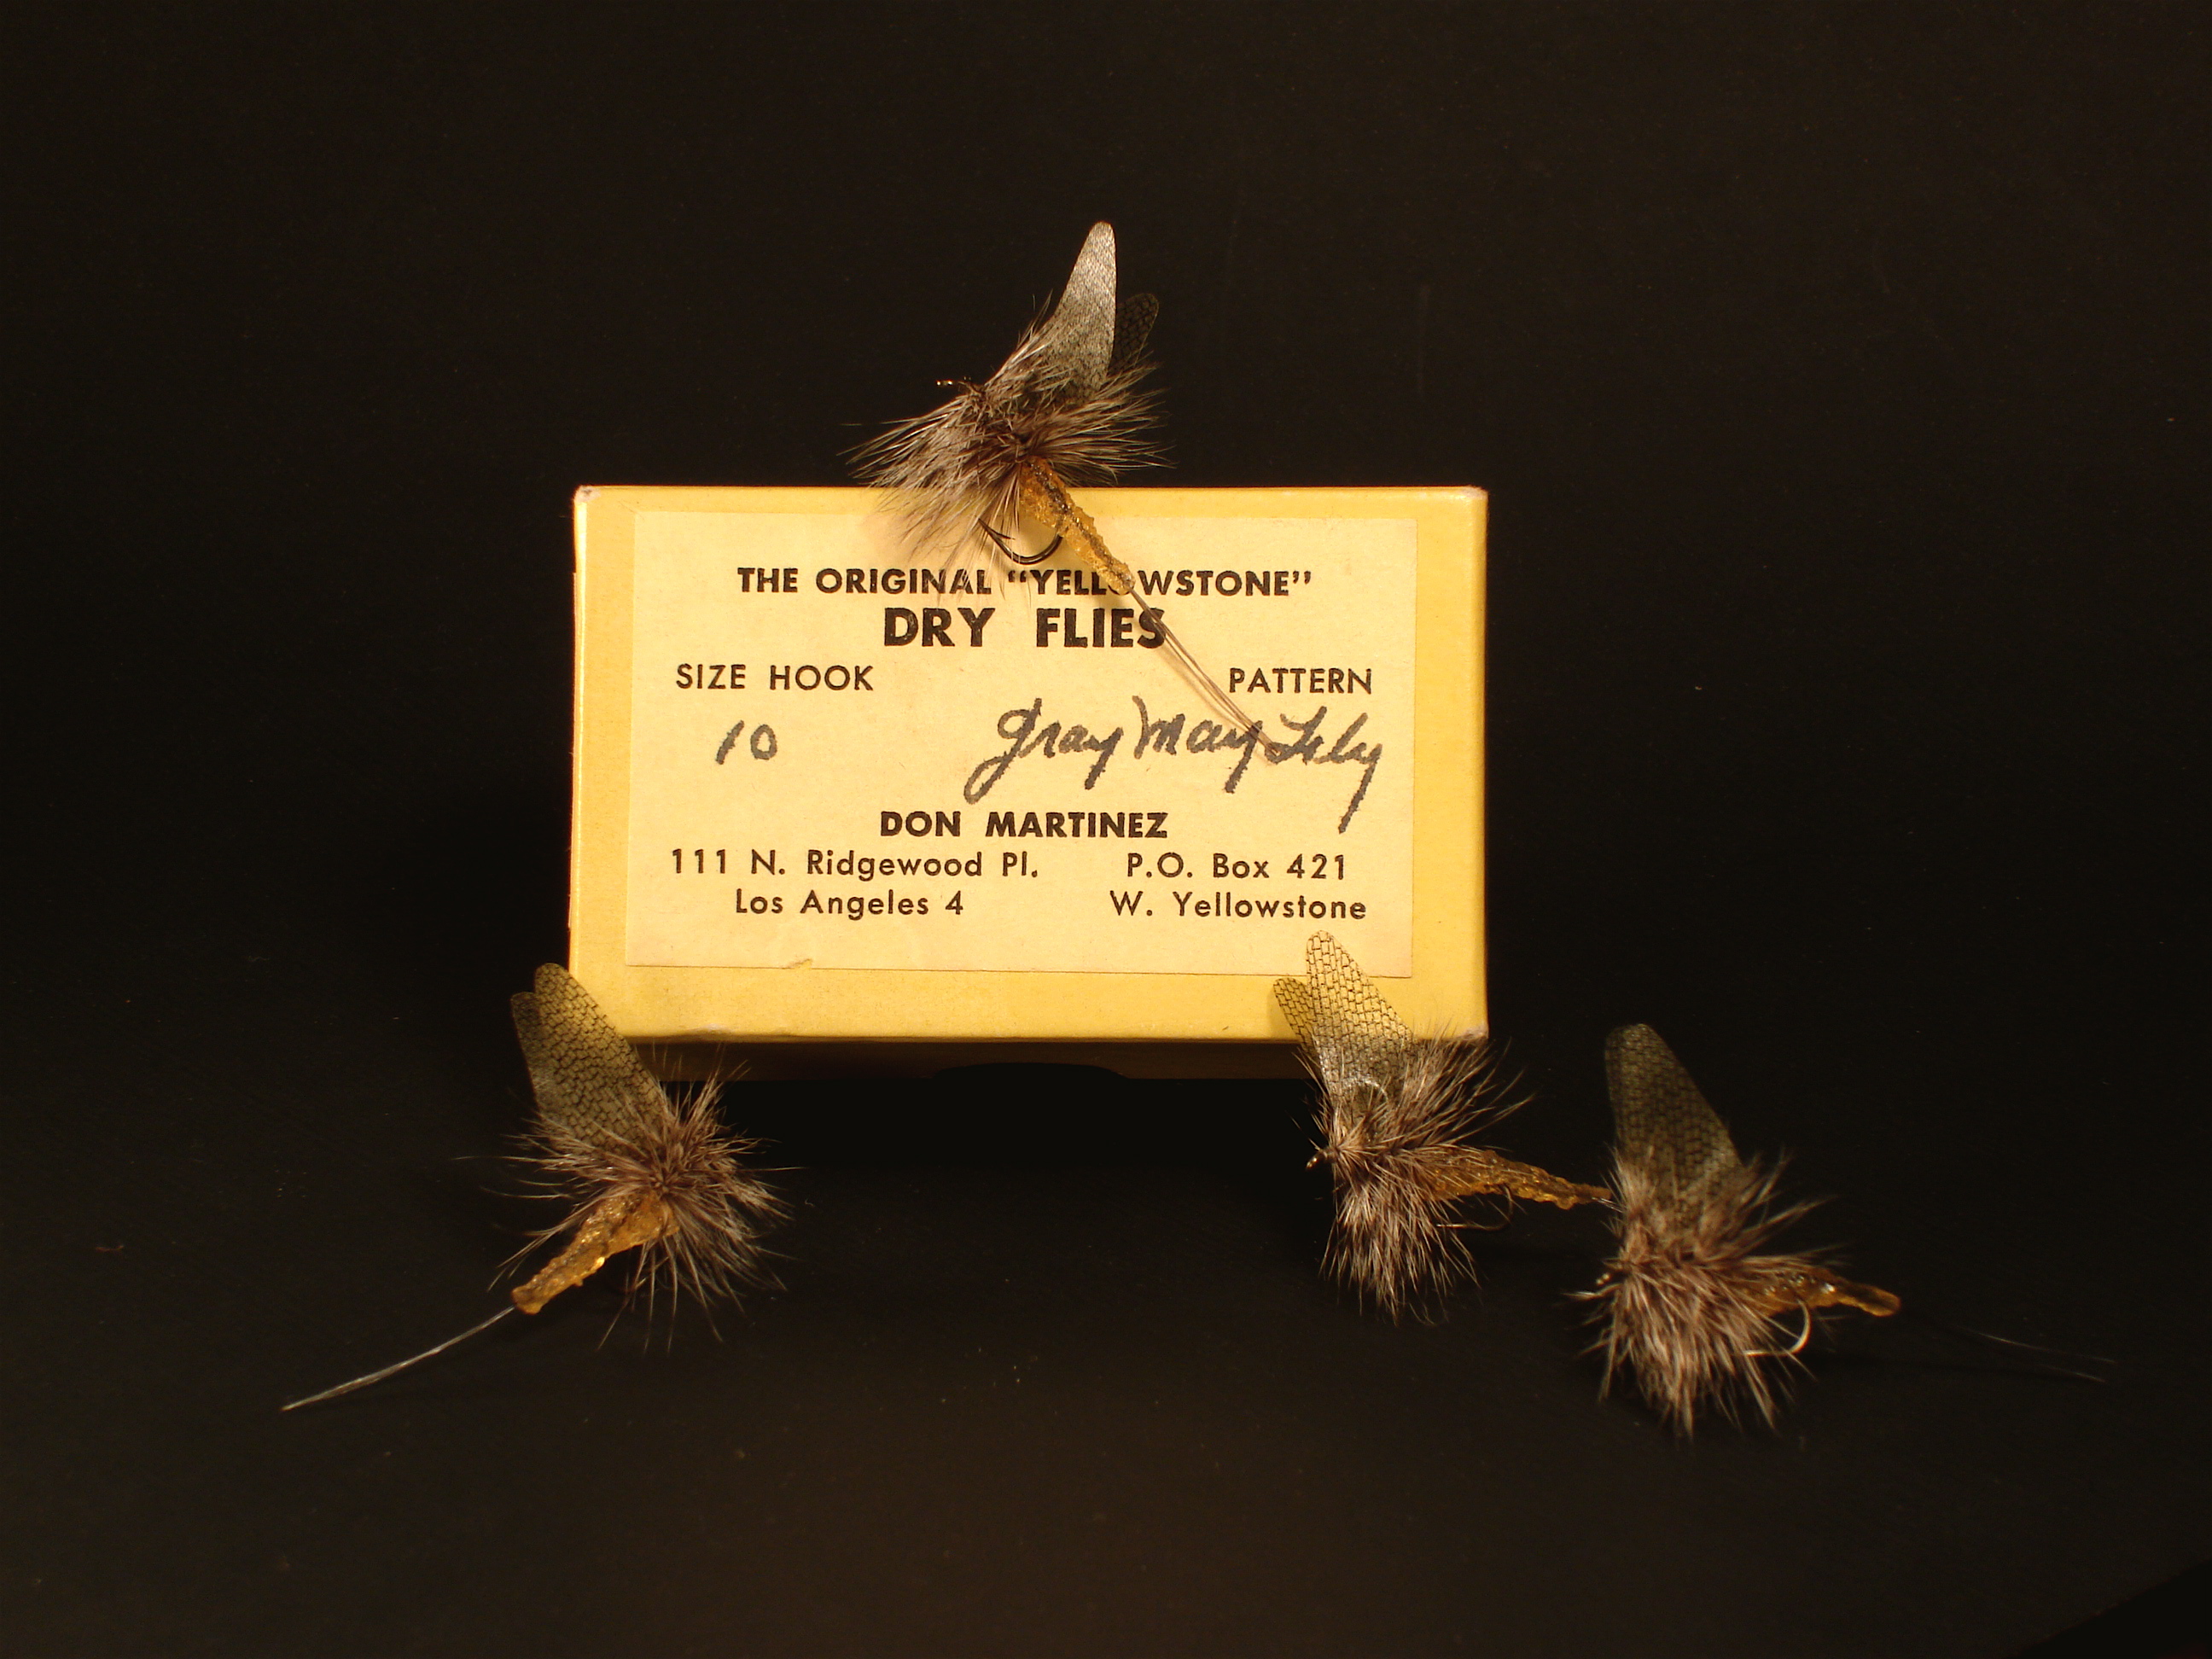 THE ORIGINAL “YELLOWSTONE”
DRY FLIES
SIZE HOOK PATTERN
10 Gray May Fly
DON MARTINEZ
111 N. Ridgewood Pl. P.O. Box 421
Los Angeles 4 W. Yellowstone